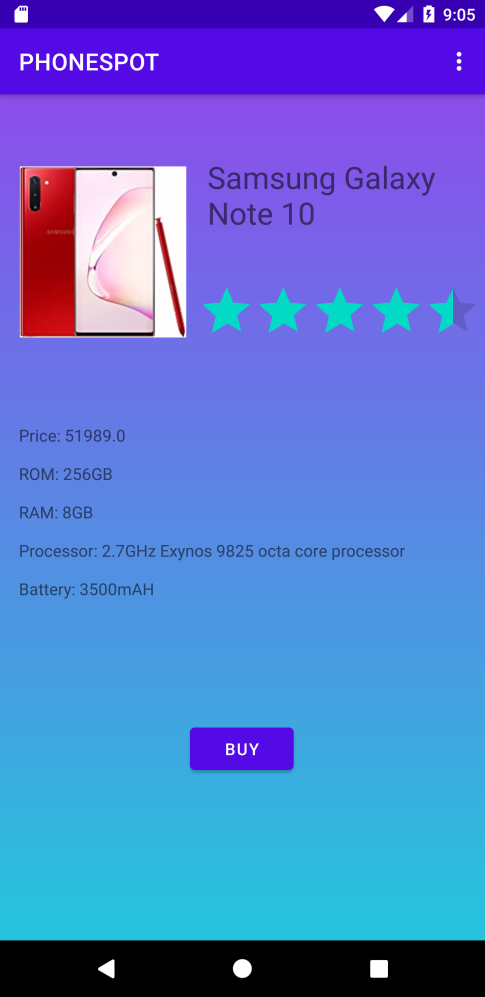 9:05
PHONESPOT
Samsung Galaxy
Note 10
SAMSUNG
Price: 51989.0
ROM: 256GB
RAM: 8GB
Processor: 2.7GHz Exynos 9825 octa core processor
Battery: 3500mAH
BUY